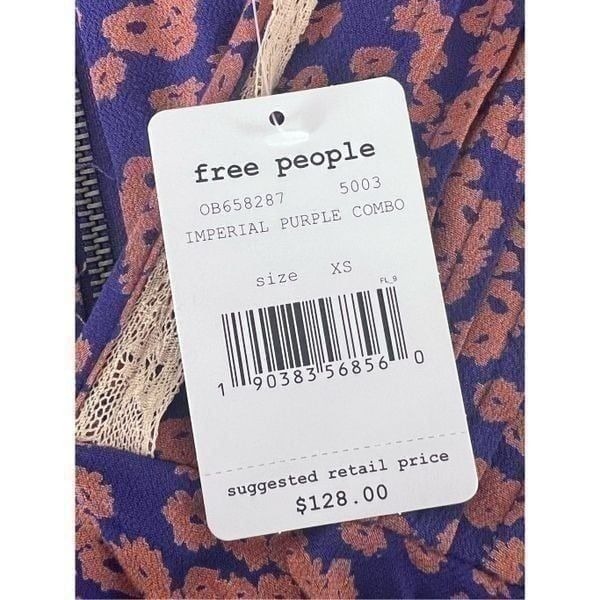 free people
OB658287 5003
IMPERIAL PURPLE COMBO
size XS
FL_9
1 90383 56856 0
suggested retail price
$128.00